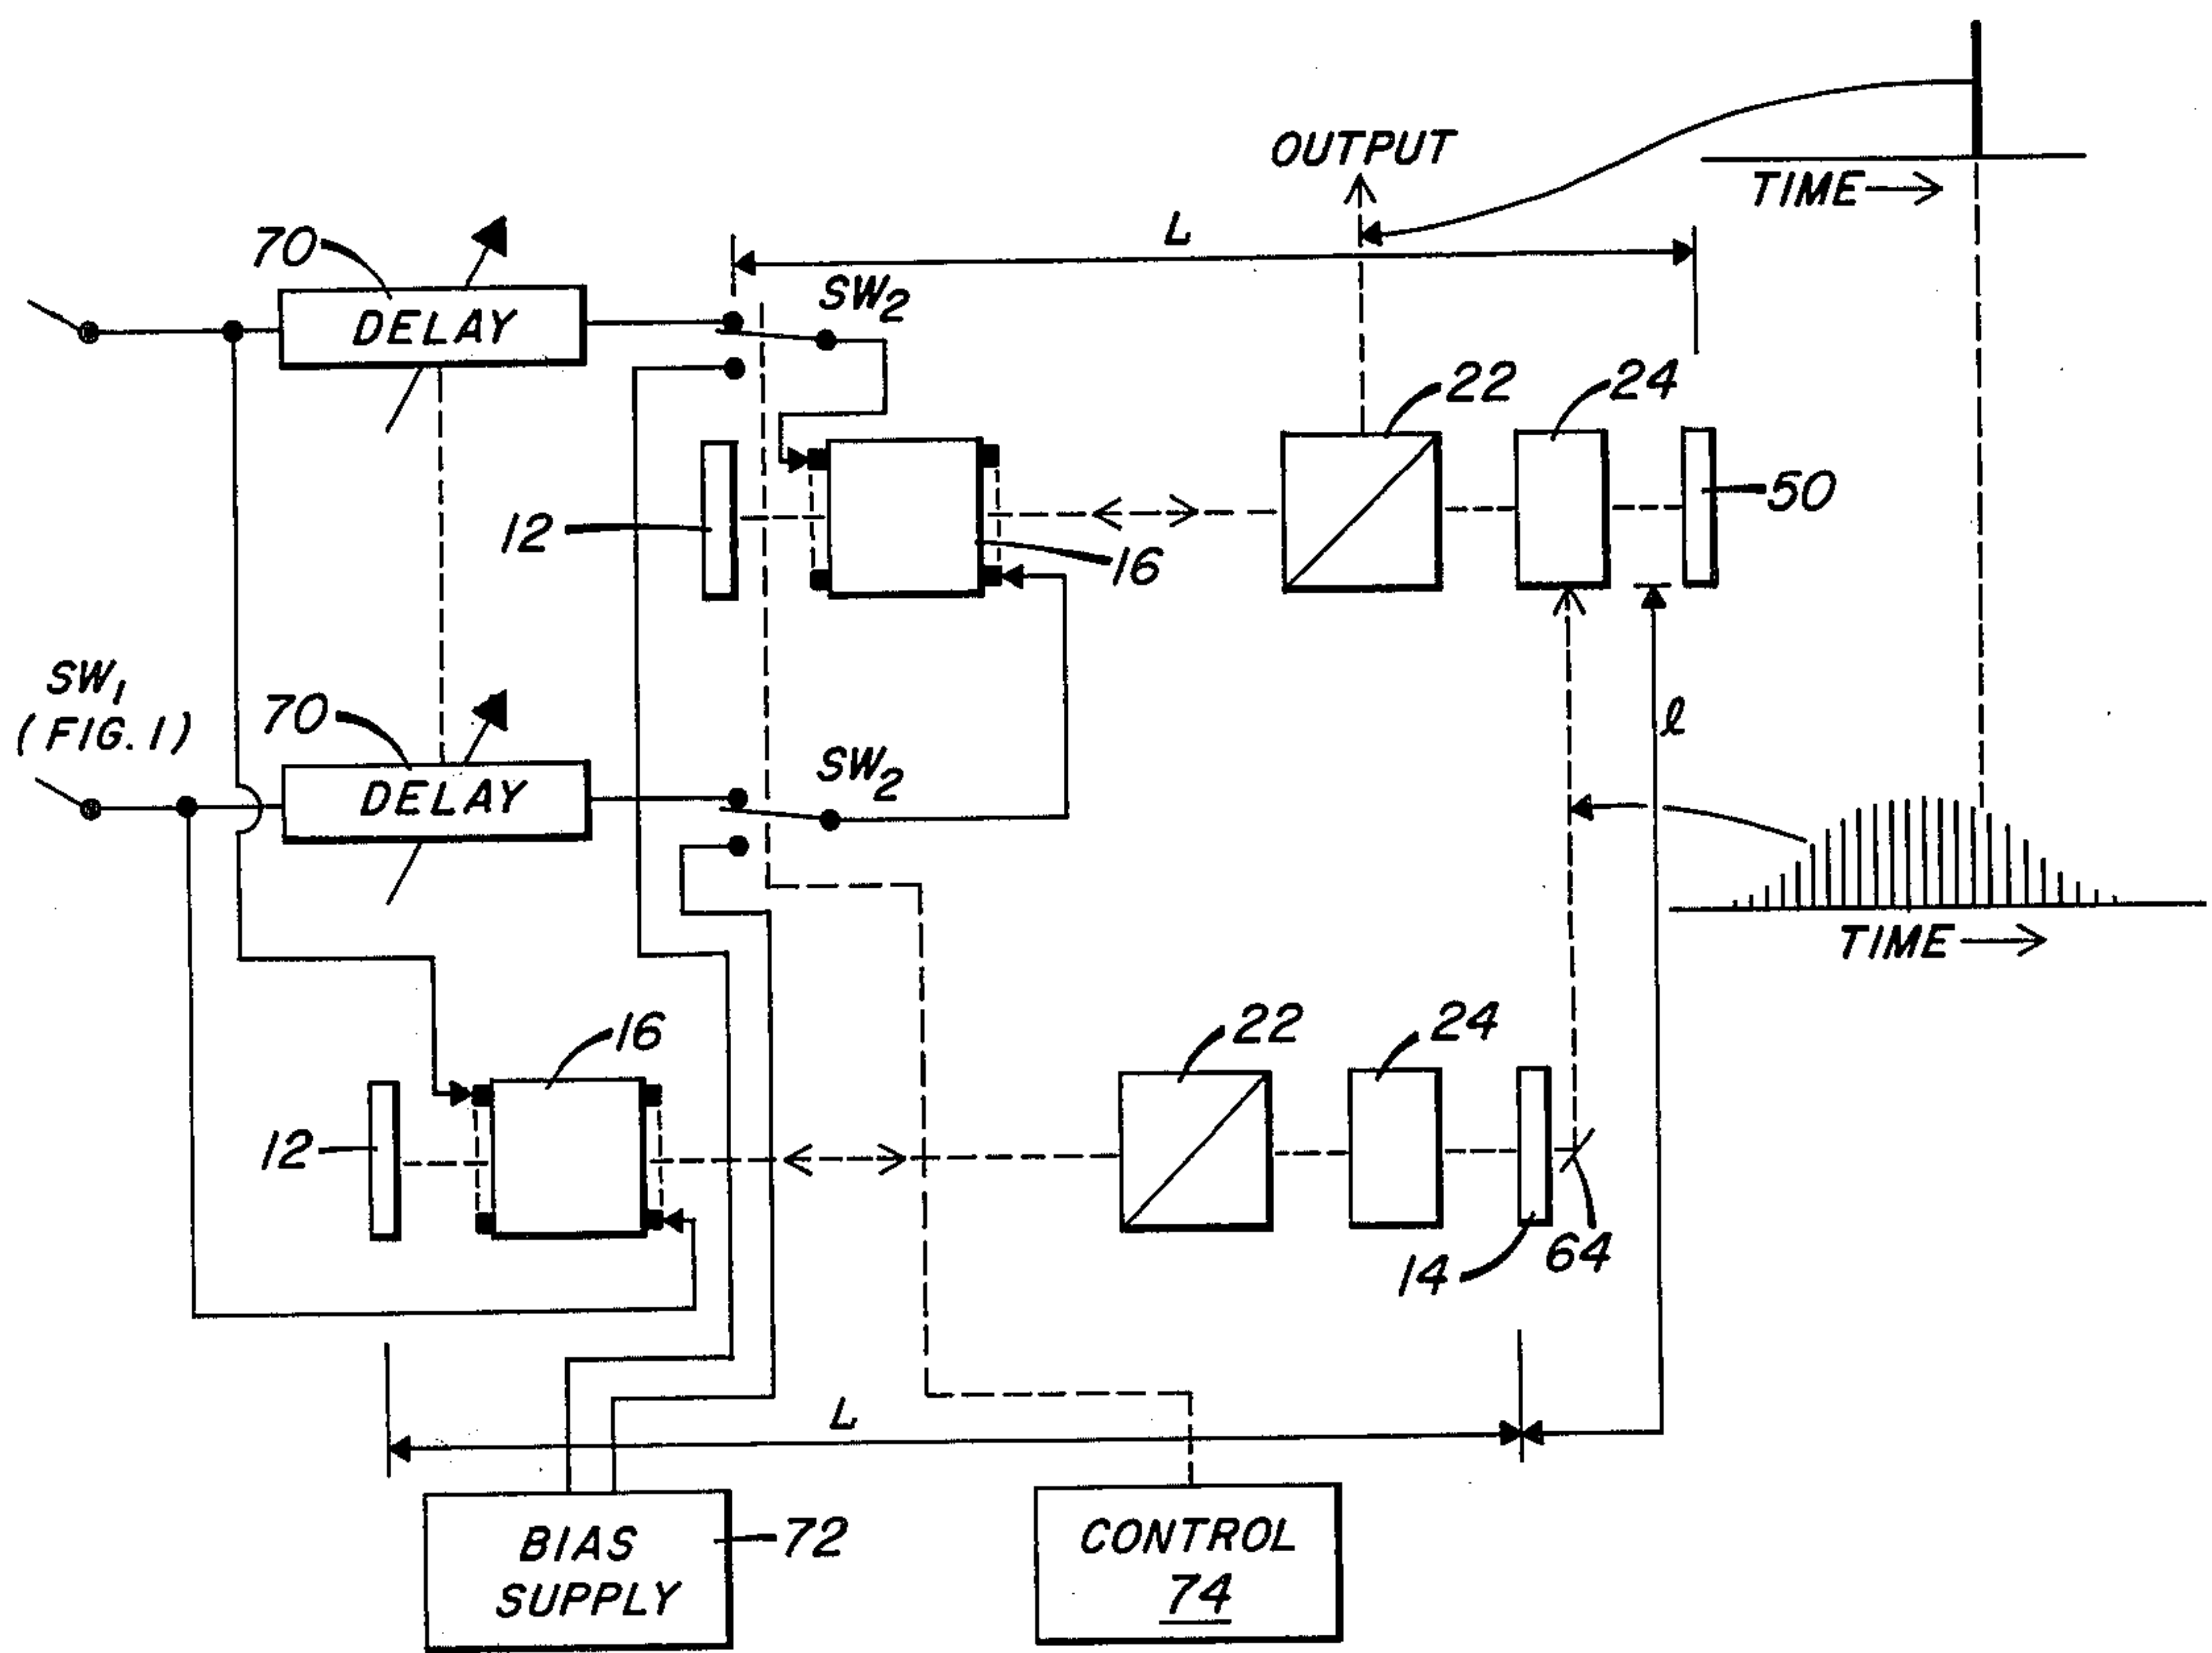 OUTPUT
TIME
70
L
DELAY
SW2
22
24
50
12
16
SW1
(FIG. 1)
70
l
DELAY
SW2
TIME
16
22
24
12
14
64
L
BIAS
SUPPLY
72
CONTROL
74